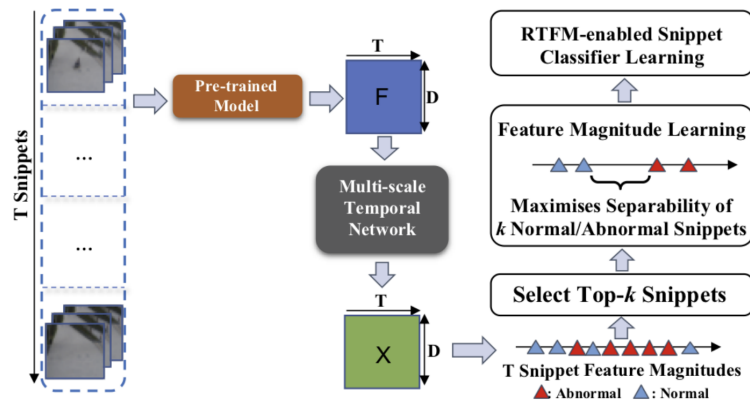 T Snippets
...
...
Pre-trained
Model
T
F
D
Multi-scale
Temporal
Network
T
X
D
RTFM-enabled Snippet
Classifier Learning
Feature Magnitude Learning
Maximises Separability of
k Normal/Abnormal Snippets
Select Top-k Snippets
T Snippet Feature Magnitudes
: Abnormal : Normal